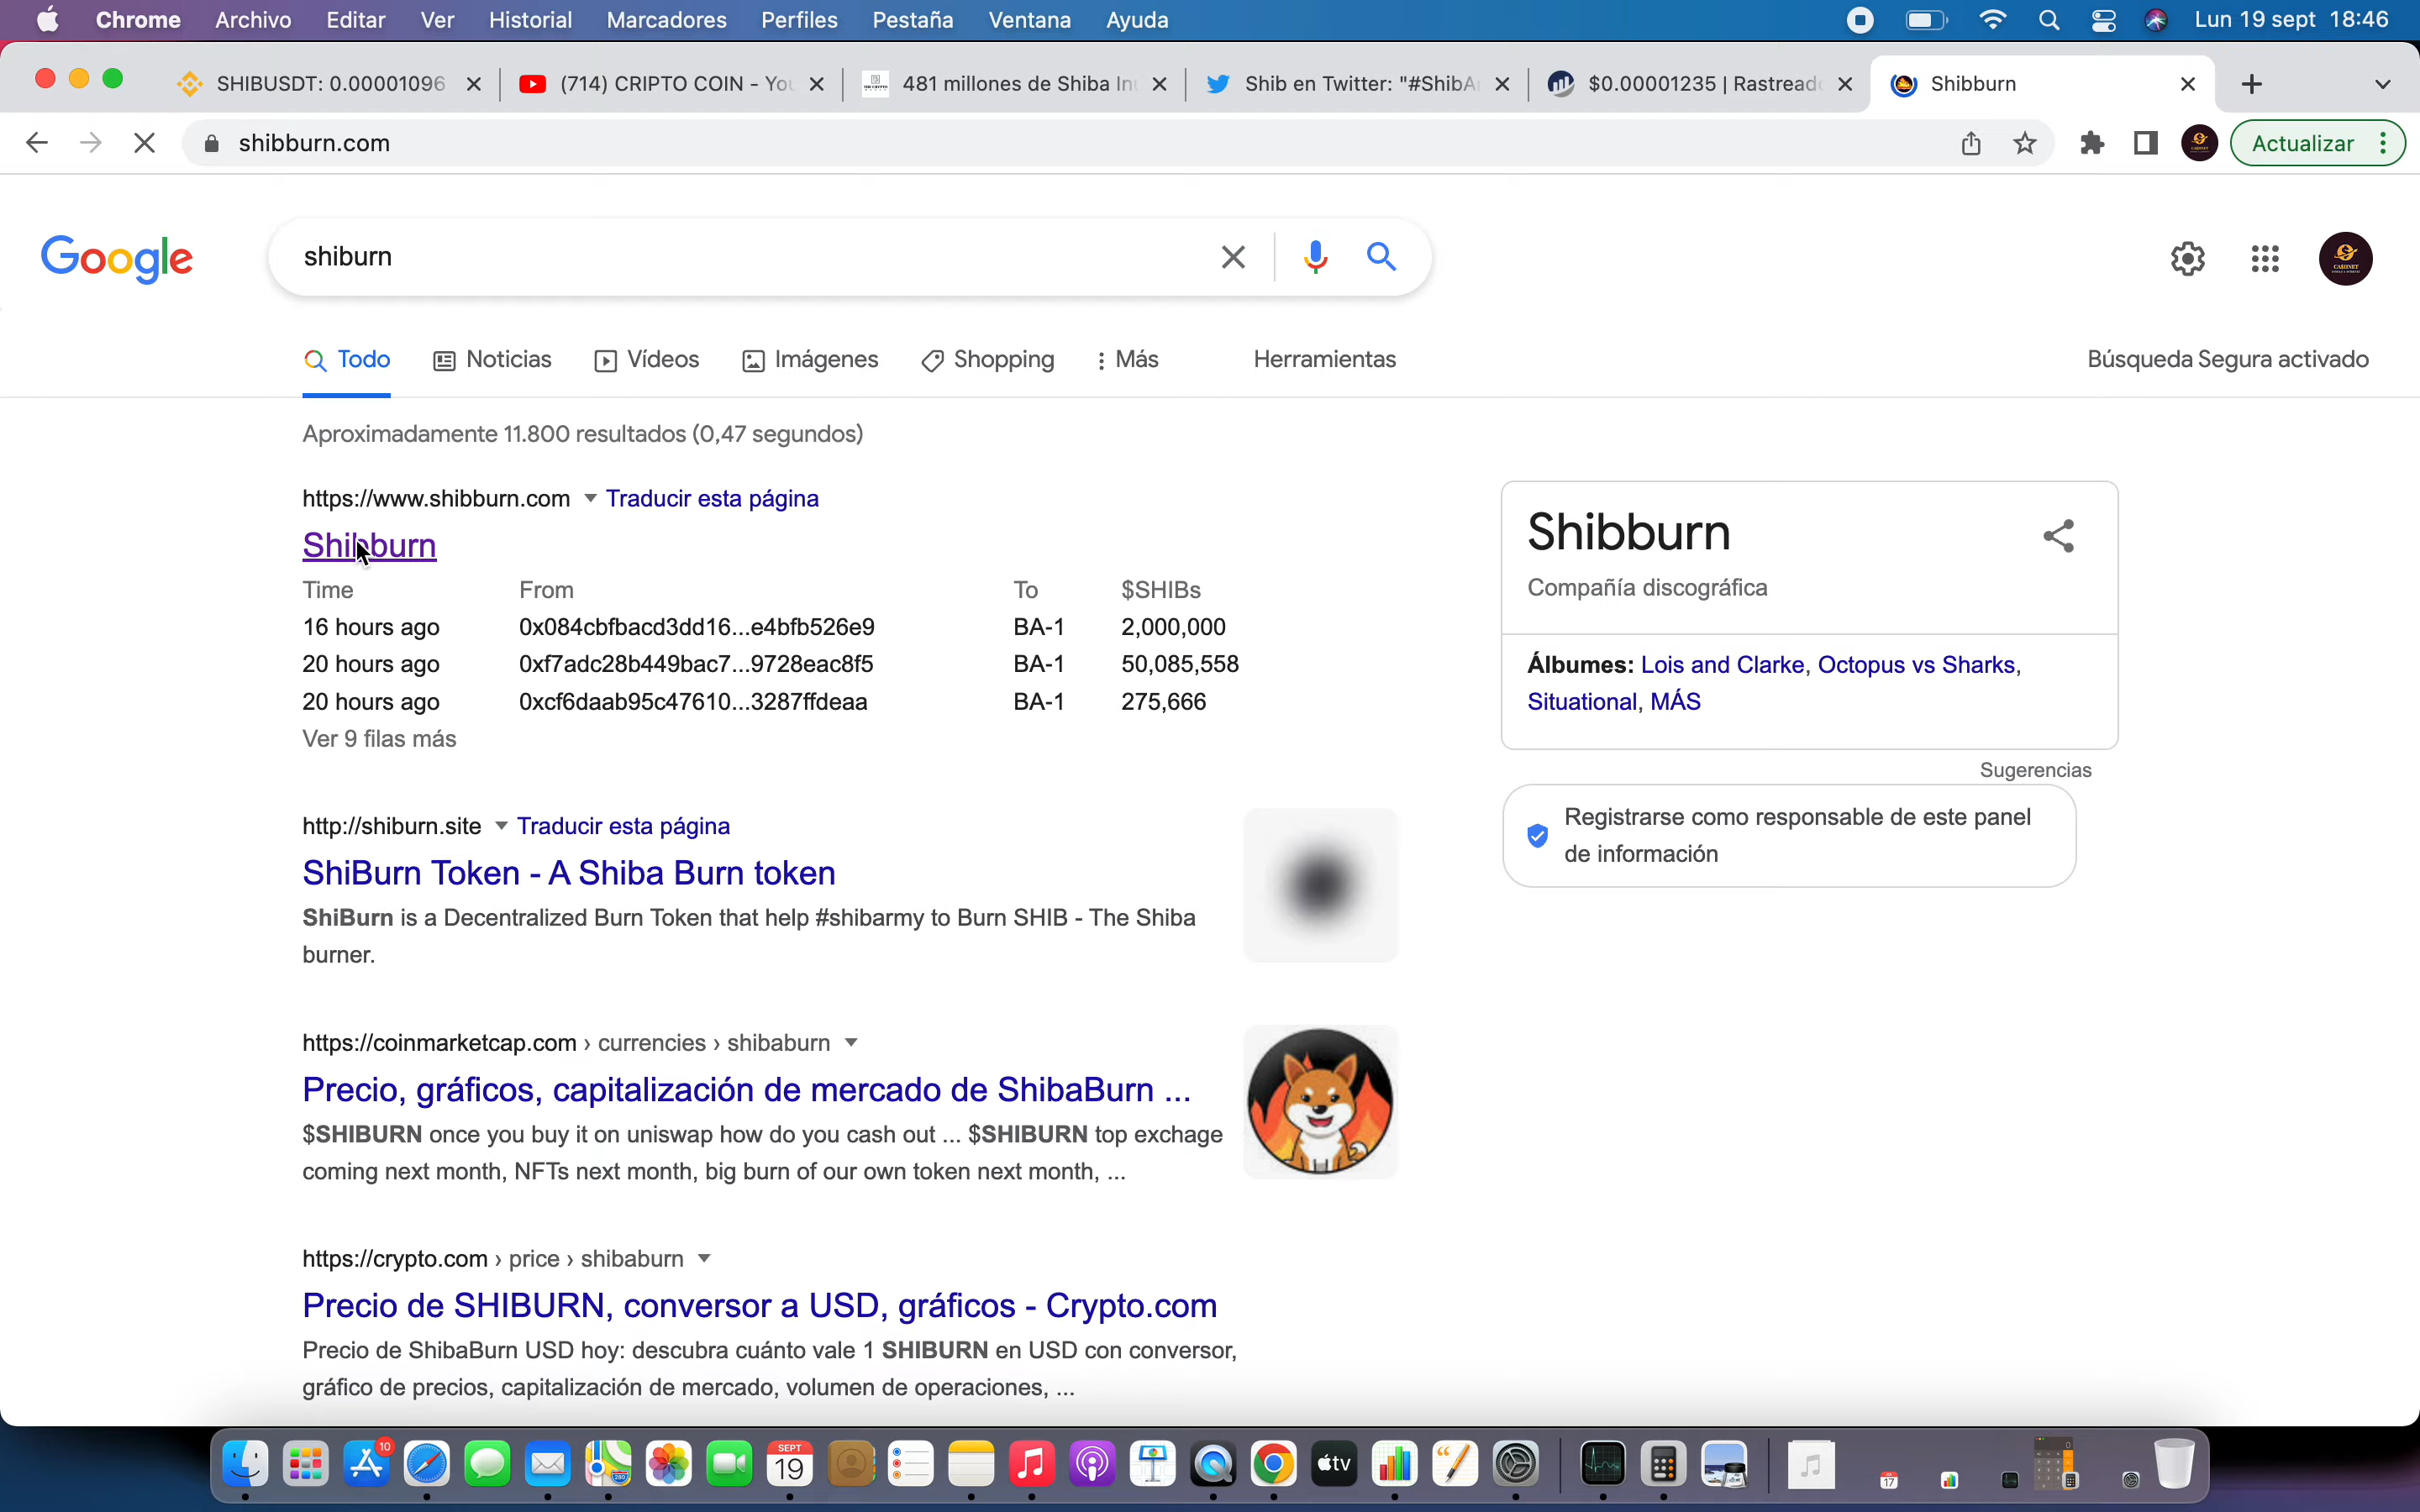 Chrome Archivo Editar Ver Historial Marcadores Perfiles Pestaña Ventana Ayuda Lun 19 sept 18:46
SHIBUSDT: 0.00001096 (714) CRIPTO COIN - You 481 millones de Shiba Inu Shib en Twitter: "#ShibAr $0.00001235 | Rastreado Shibburn
shibburn.com Actualizar
Google shiburn
Todo Noticias Vídeos Imágenes Shopping Más Herramientas Búsqueda Segura activado
Aproximadamente 11.800 resultados (0,47 segundos)
https://www.shibburn.com Traducir esta página
Shibburn
Time From To $SHIBs
16 hours ago 0x084cbfbacd3dd16...e4bfb526e9 BA-1 2,000,000
20 hours ago 0xf7adc28b449bac7...9728eac8f5 BA-1 50,085,558
20 hours ago 0xcf6daab95c47610...3287ffdeaa BA-1 275,666
Ver 9 filas más
http://shiburn.site Traducir esta página
ShiBurn Token - A Shiba Burn token
ShiBurn is a Decentralized Burn Token that help #shibarmy to Burn SHIB - The Shiba
burner.
https://coinmarketcap.com › currencies › shibaburn
Precio, gráficos, capitalización de mercado de ShibaBurn ...
$SHIBURN once you buy it on uniswap how do you cash out ... $SHIBURN top exchage
coming next month, NFTs next month, big burn of our own token next month, ...
https://crypto.com › price › shibaburn
Precio de SHIBURN, conversor a USD, gráficos - Crypto.com
Precio de ShibaBurn USD hoy: descubra cuánto vale 1 SHIBURN en USD con conversor,
gráfico de precios, capitalización de mercado, volumen de operaciones, ...
Shibburn
Compañía discográfica
Álbumes: Lois and Clarke, Octopus vs Sharks,
Situational, MÁS
Sugerencias
Registrarse como responsable de este panel
de información
10
SEPT
19
tv
17